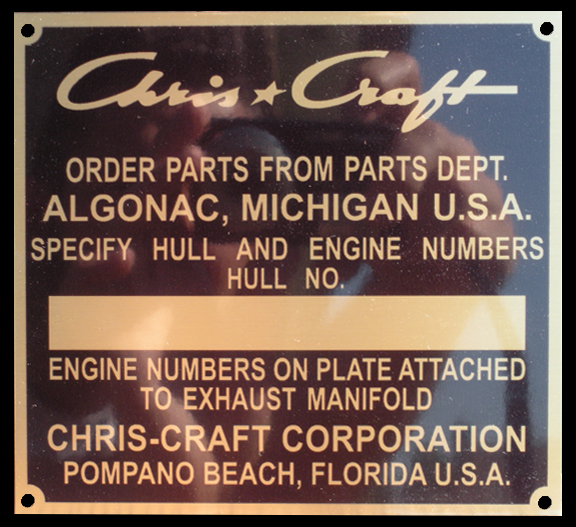 Chris★Craft
ORDER PARTS FROM PARTS DEPT.
ALGONAC, MICHIGAN U.S.A.
SPECIFY HULL AND ENGINE NUMBERS
HULL NO.
ENGINE NUMBERS ON PLATE ATTACHED
TO EXHAUST MANIFOLD
CHRIS-CRAFT CORPORATION
POMPANO BEACH, FLORIDA U.S.A.